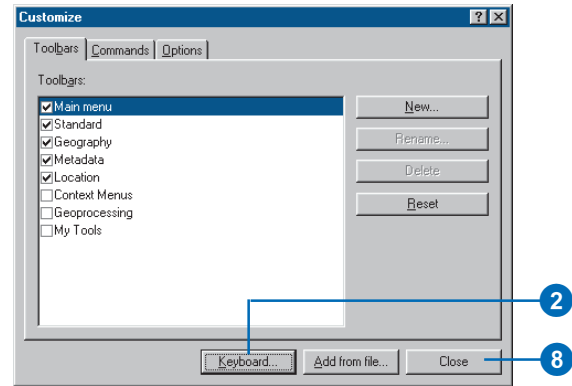 Customize
Toolbars Commands Options
Toolbars:
Main menu
Standard
Geography
Metadata
Location
Context Menus
Geoprocessing
My Tools
New...
Rename...
Delete
Reset
Keyboard... Add from file... Close
2
8